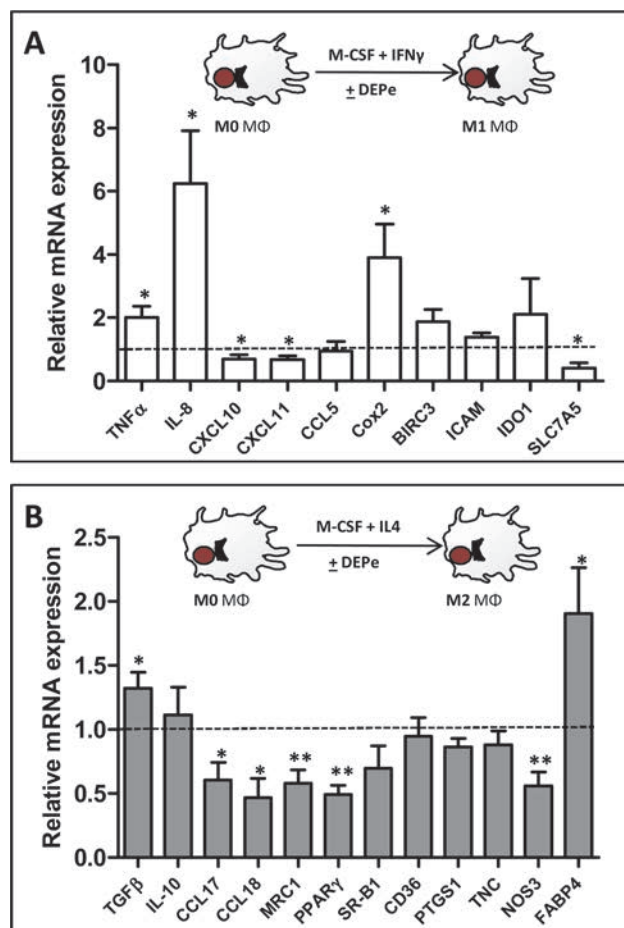 A
M-CSF + IFNγ
± DEPe
M0 MΦ
M1 MΦ
Relative mRNA expression
10
8
6
4
2
0
*
*
*
*
*
*
TNFα
IL-8
CXCL10
CXCL11
CCL5
Cox2
BIRC3
ICAM
IDO1
SLC7A5
B
M-CSF + IL4
± DEPe
M0 MΦ
M2 MΦ
Relative mRNA expression
2.5
2.0
1.5
1.0
0.5
0.0
*
*
*
**
**
**
*
TGFβ
IL-10
CCL17
CCL18
MRC1
PPARγ
SR-B1
CD36
PTGS1
TNC
NOS3
FABP4